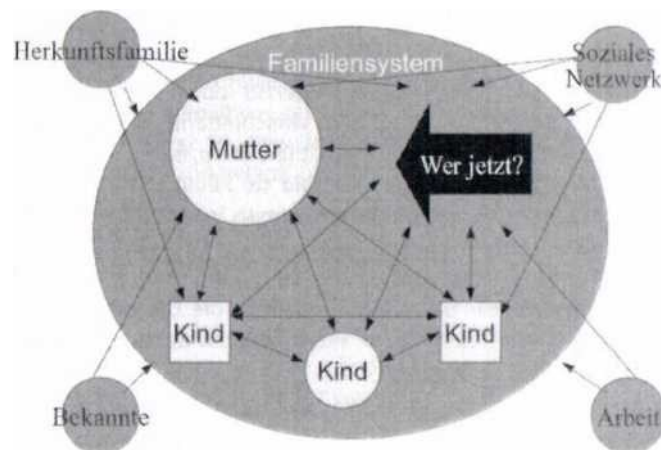 Herkunftsfamilie
Familiensystem
Soziales
Netzwerk
Mutter
Wer jetzt?
Kind
Kind
Kind
Bekannte
Arbeit